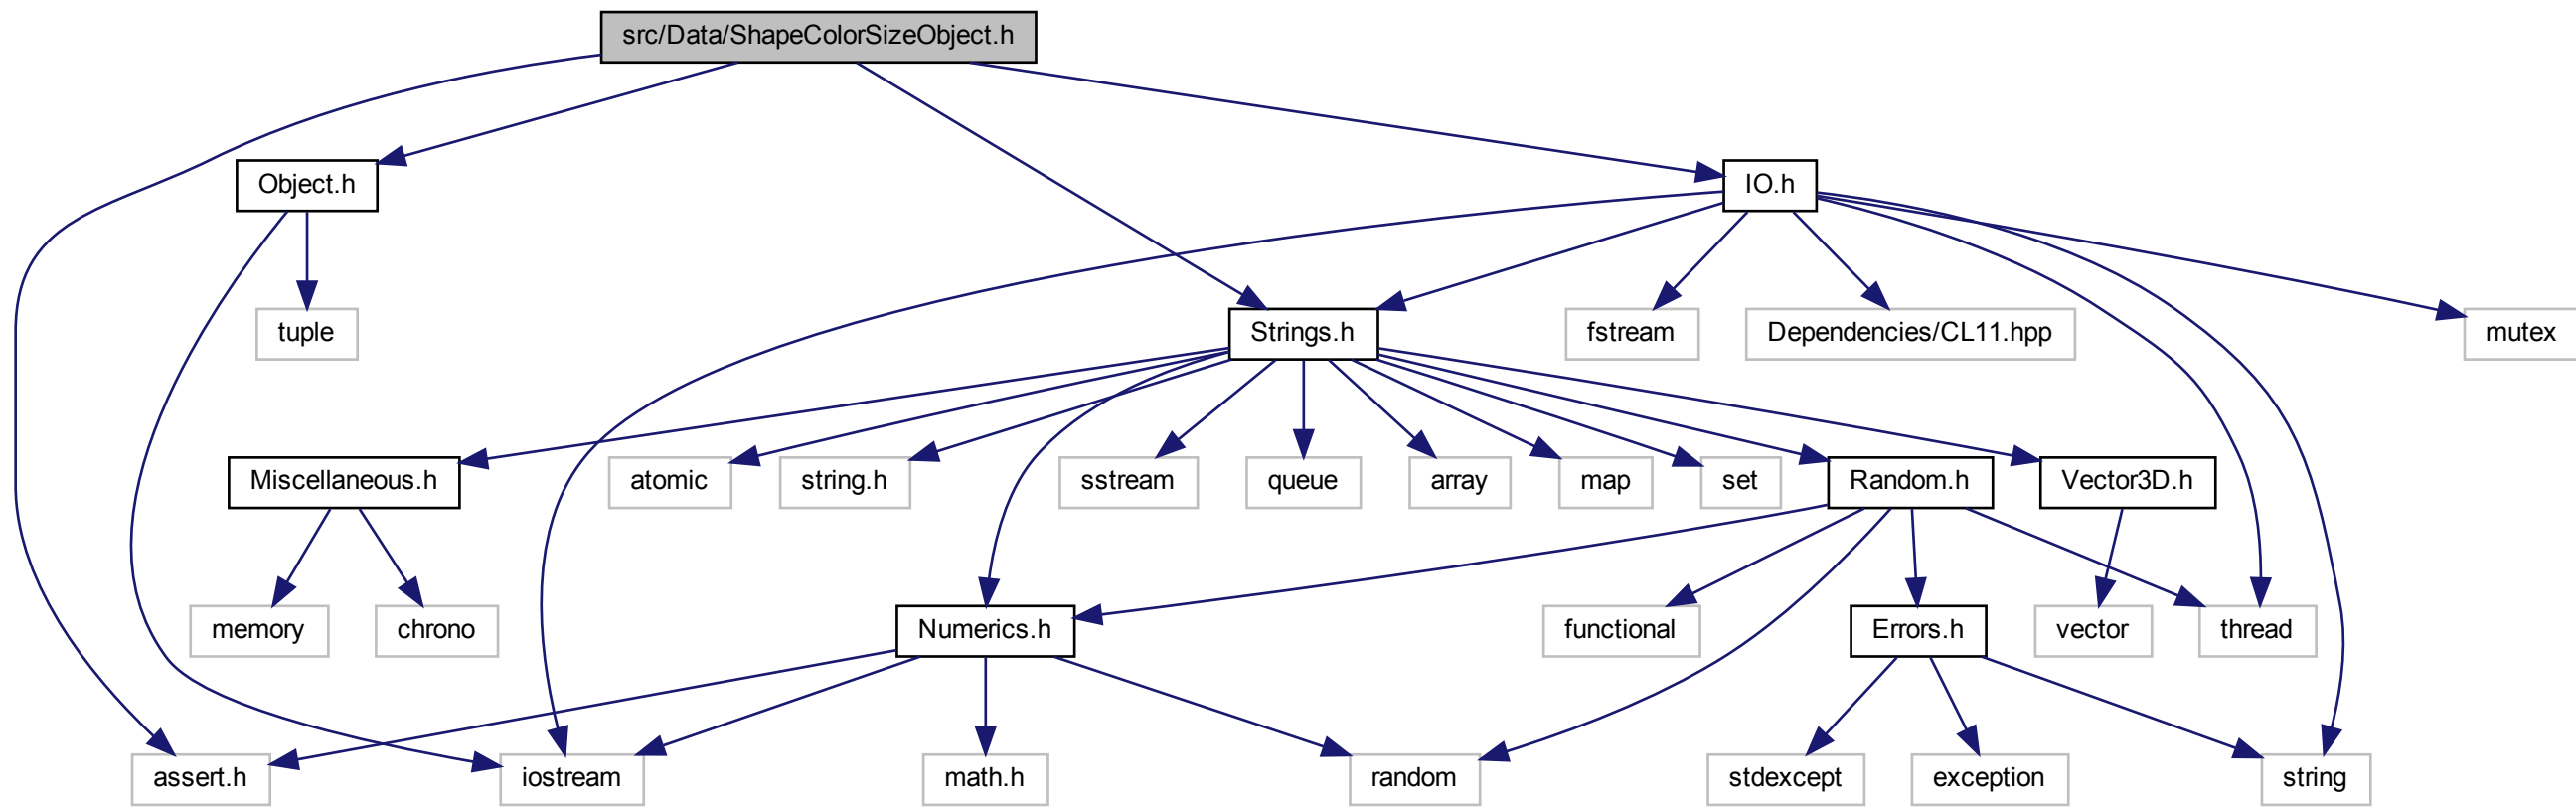 src/Data/ShapeColorSizeObject.h
Object.h
IO.h
tuple
Strings.h
fstream
Dependencies/CL11.hpp
mutex
Miscellaneous.h
atomic
string.h
sstream
queue
array
map
set
Random.h
Vector3D.h
memory
chrono
Numerics.h
functional
Errors.h
vector
thread
assert.h
iostream
math.h
random
stdexcept
exception
string